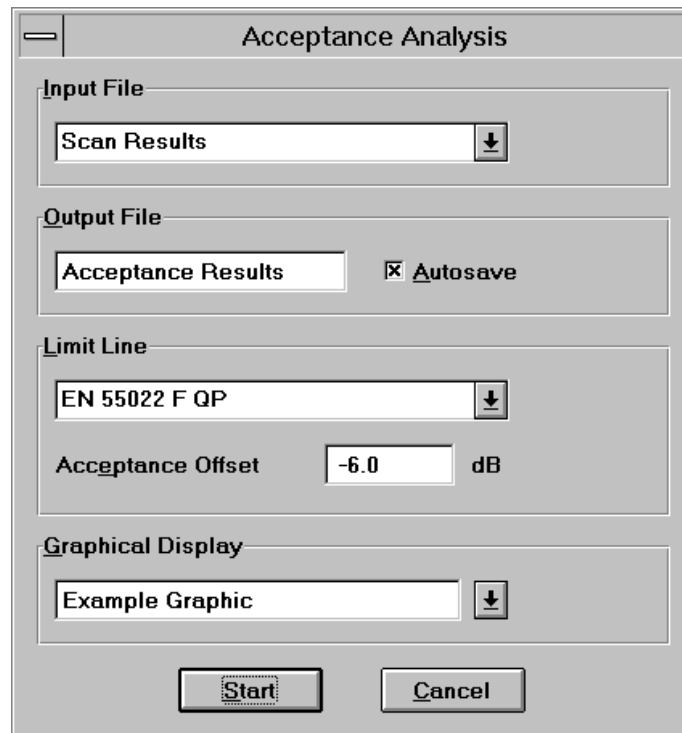 Acceptance Analysis
Input File
Scan Results
Output File
Acceptance Results
Autosave
Limit Line
EN 55022 F QP
Acceptance Offset -6.0 dB
Graphical Display
Example Graphic
Start Cancel